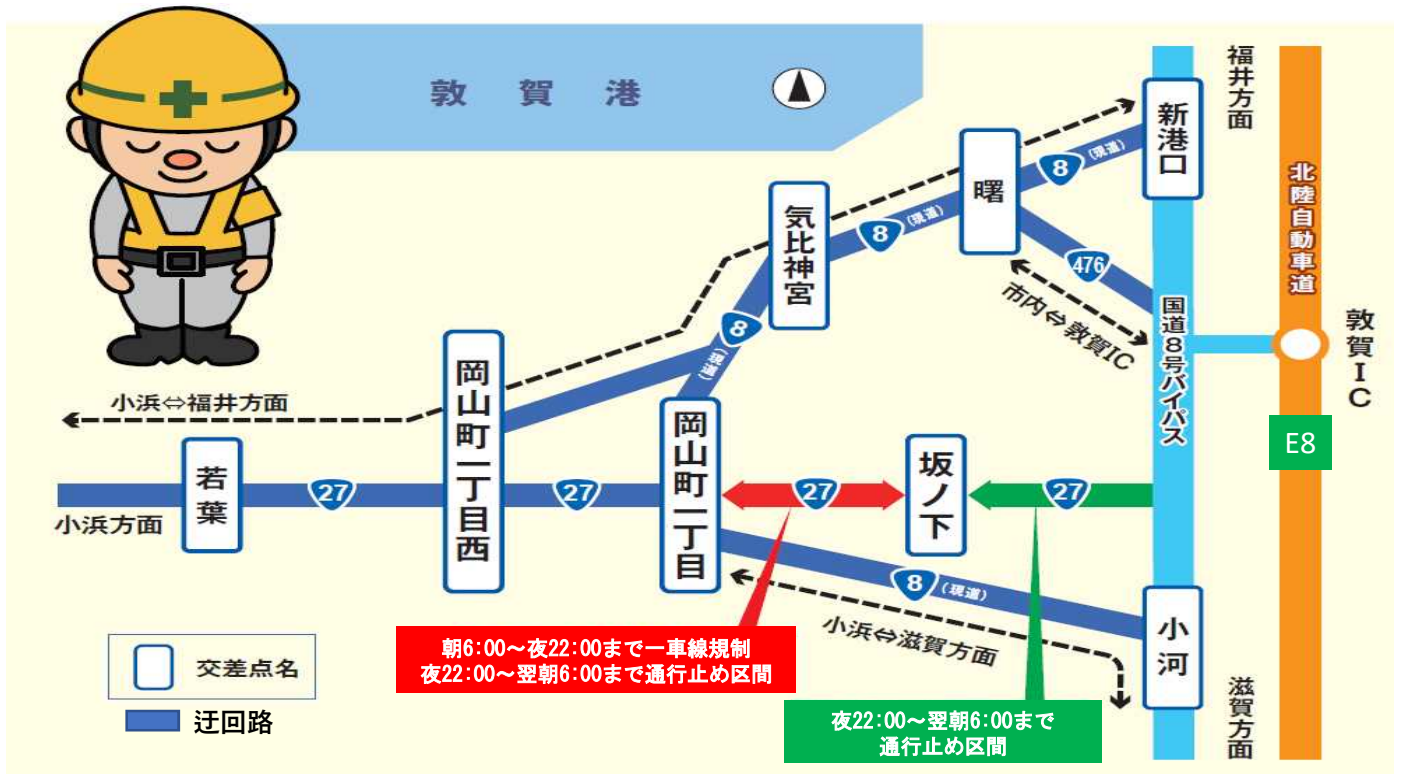 敦賀港
福井方面
新港口
北陸自動車道
曙
8
(現道)
気比神宮
8
(現道)
476
市内⇔敦賀IC
国道8号バイパス
敦賀IC
8
(現道)
岡山町一丁目西
小浜⇔福井方面
岡山町一丁目
E8
若葉
27
27
27
坂ノ下
27
小浜方面
8
(現道)
小浜⇔滋賀方面
小河
朝6:00～夜22:00まで一車線規制
夜22:00～翌朝6:00まで通行止め区間
交差点名
迂回路
夜22:00～翌朝6:00まで
通行止め区間
滋賀方面